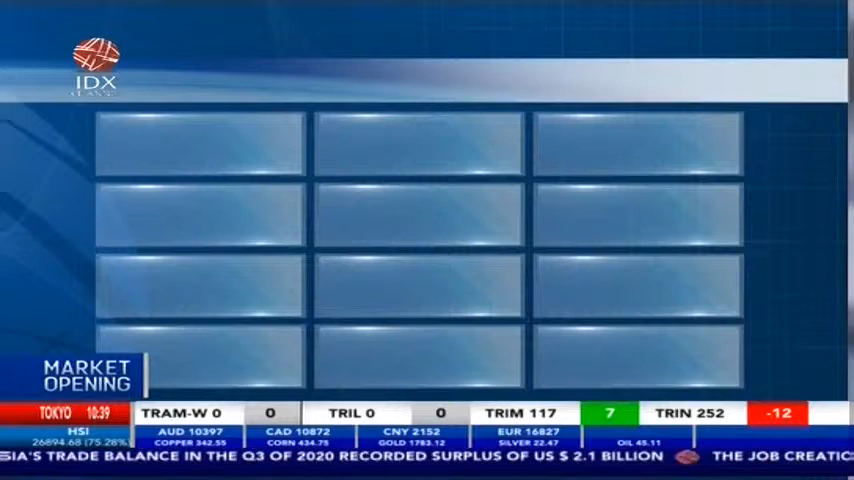 IDX
CHANNEL
MARKET
OPENING
TOKYO 10:39 TRAM-W 0 0 TRIL 0 0 TRIM 117 7 TRIN 252 -12
HSI AUD 10397 CAD 10872 CNY 2152 EUR 16827
26894.68 (75.28%) COPPER 342.55 CORN 434.75 GOLD 1783.12 SILVER 22.47 OIL 45.11
SIA'S TRADE BALANCE IN THE Q3 OF 2020 RECORDED SURPLUS OF US $ 2.1 BILLION THE JOB CREATIC